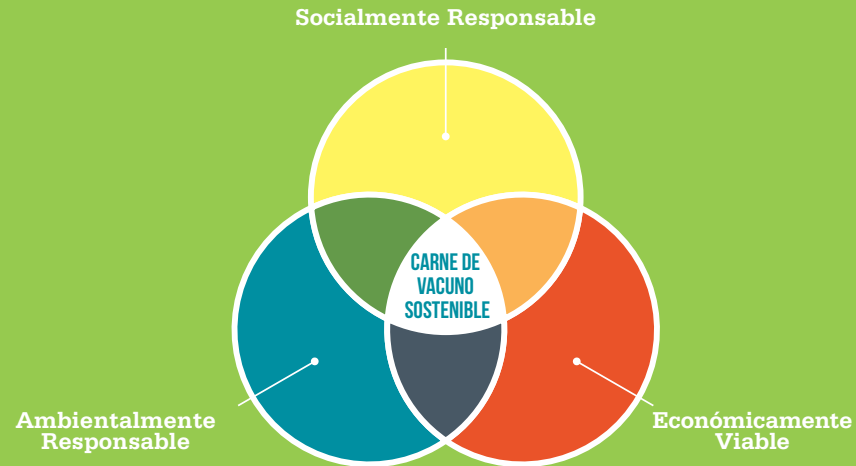 Socialmente Responsable
CARNE DE
VACUNO
SOSTENIBLE
Ambientalmente
Responsable
Económicamente
Viable